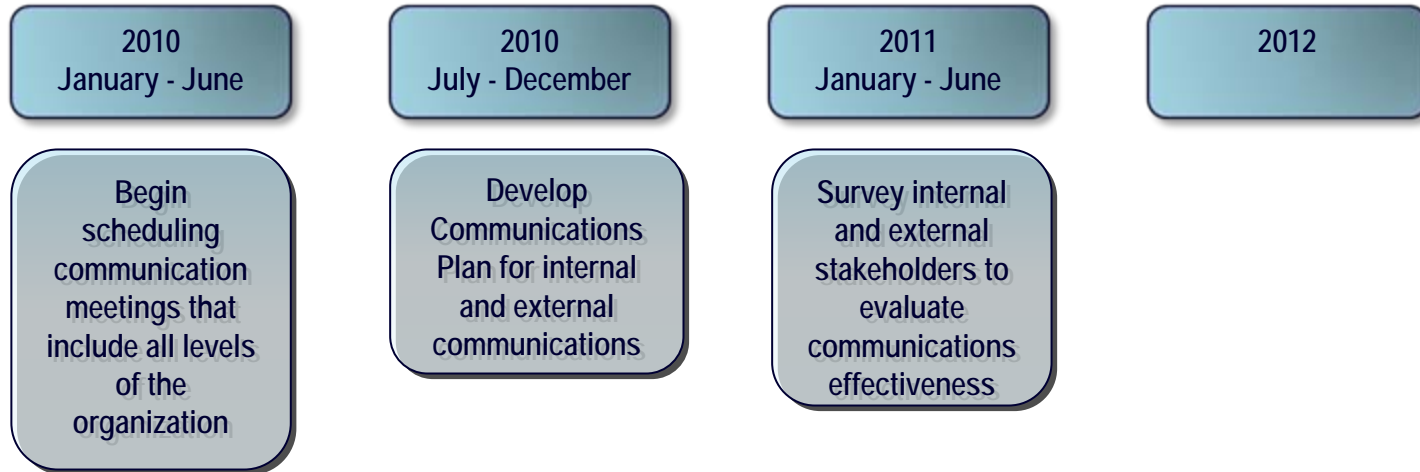 2010
January - June
2010
July - December
2011
January - June
2012
Begin
scheduling
communication
meetings that
include all levels
of the
organization
Develop
Communications
Plan for internal
and external
communications
Survey internal
and external
stakeholders to
evaluate
communications
effectiveness